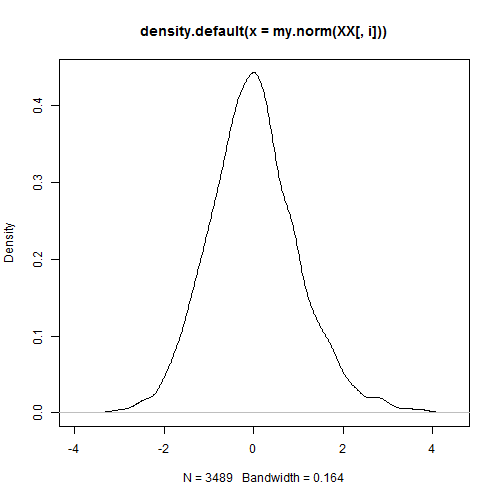 density.default(x = my.norm(XX[, i]))
Density
0.4
0.3
0.2
0.1
0.0
-4 -2 0 2 4
N = 3489 Bandwidth = 0.164